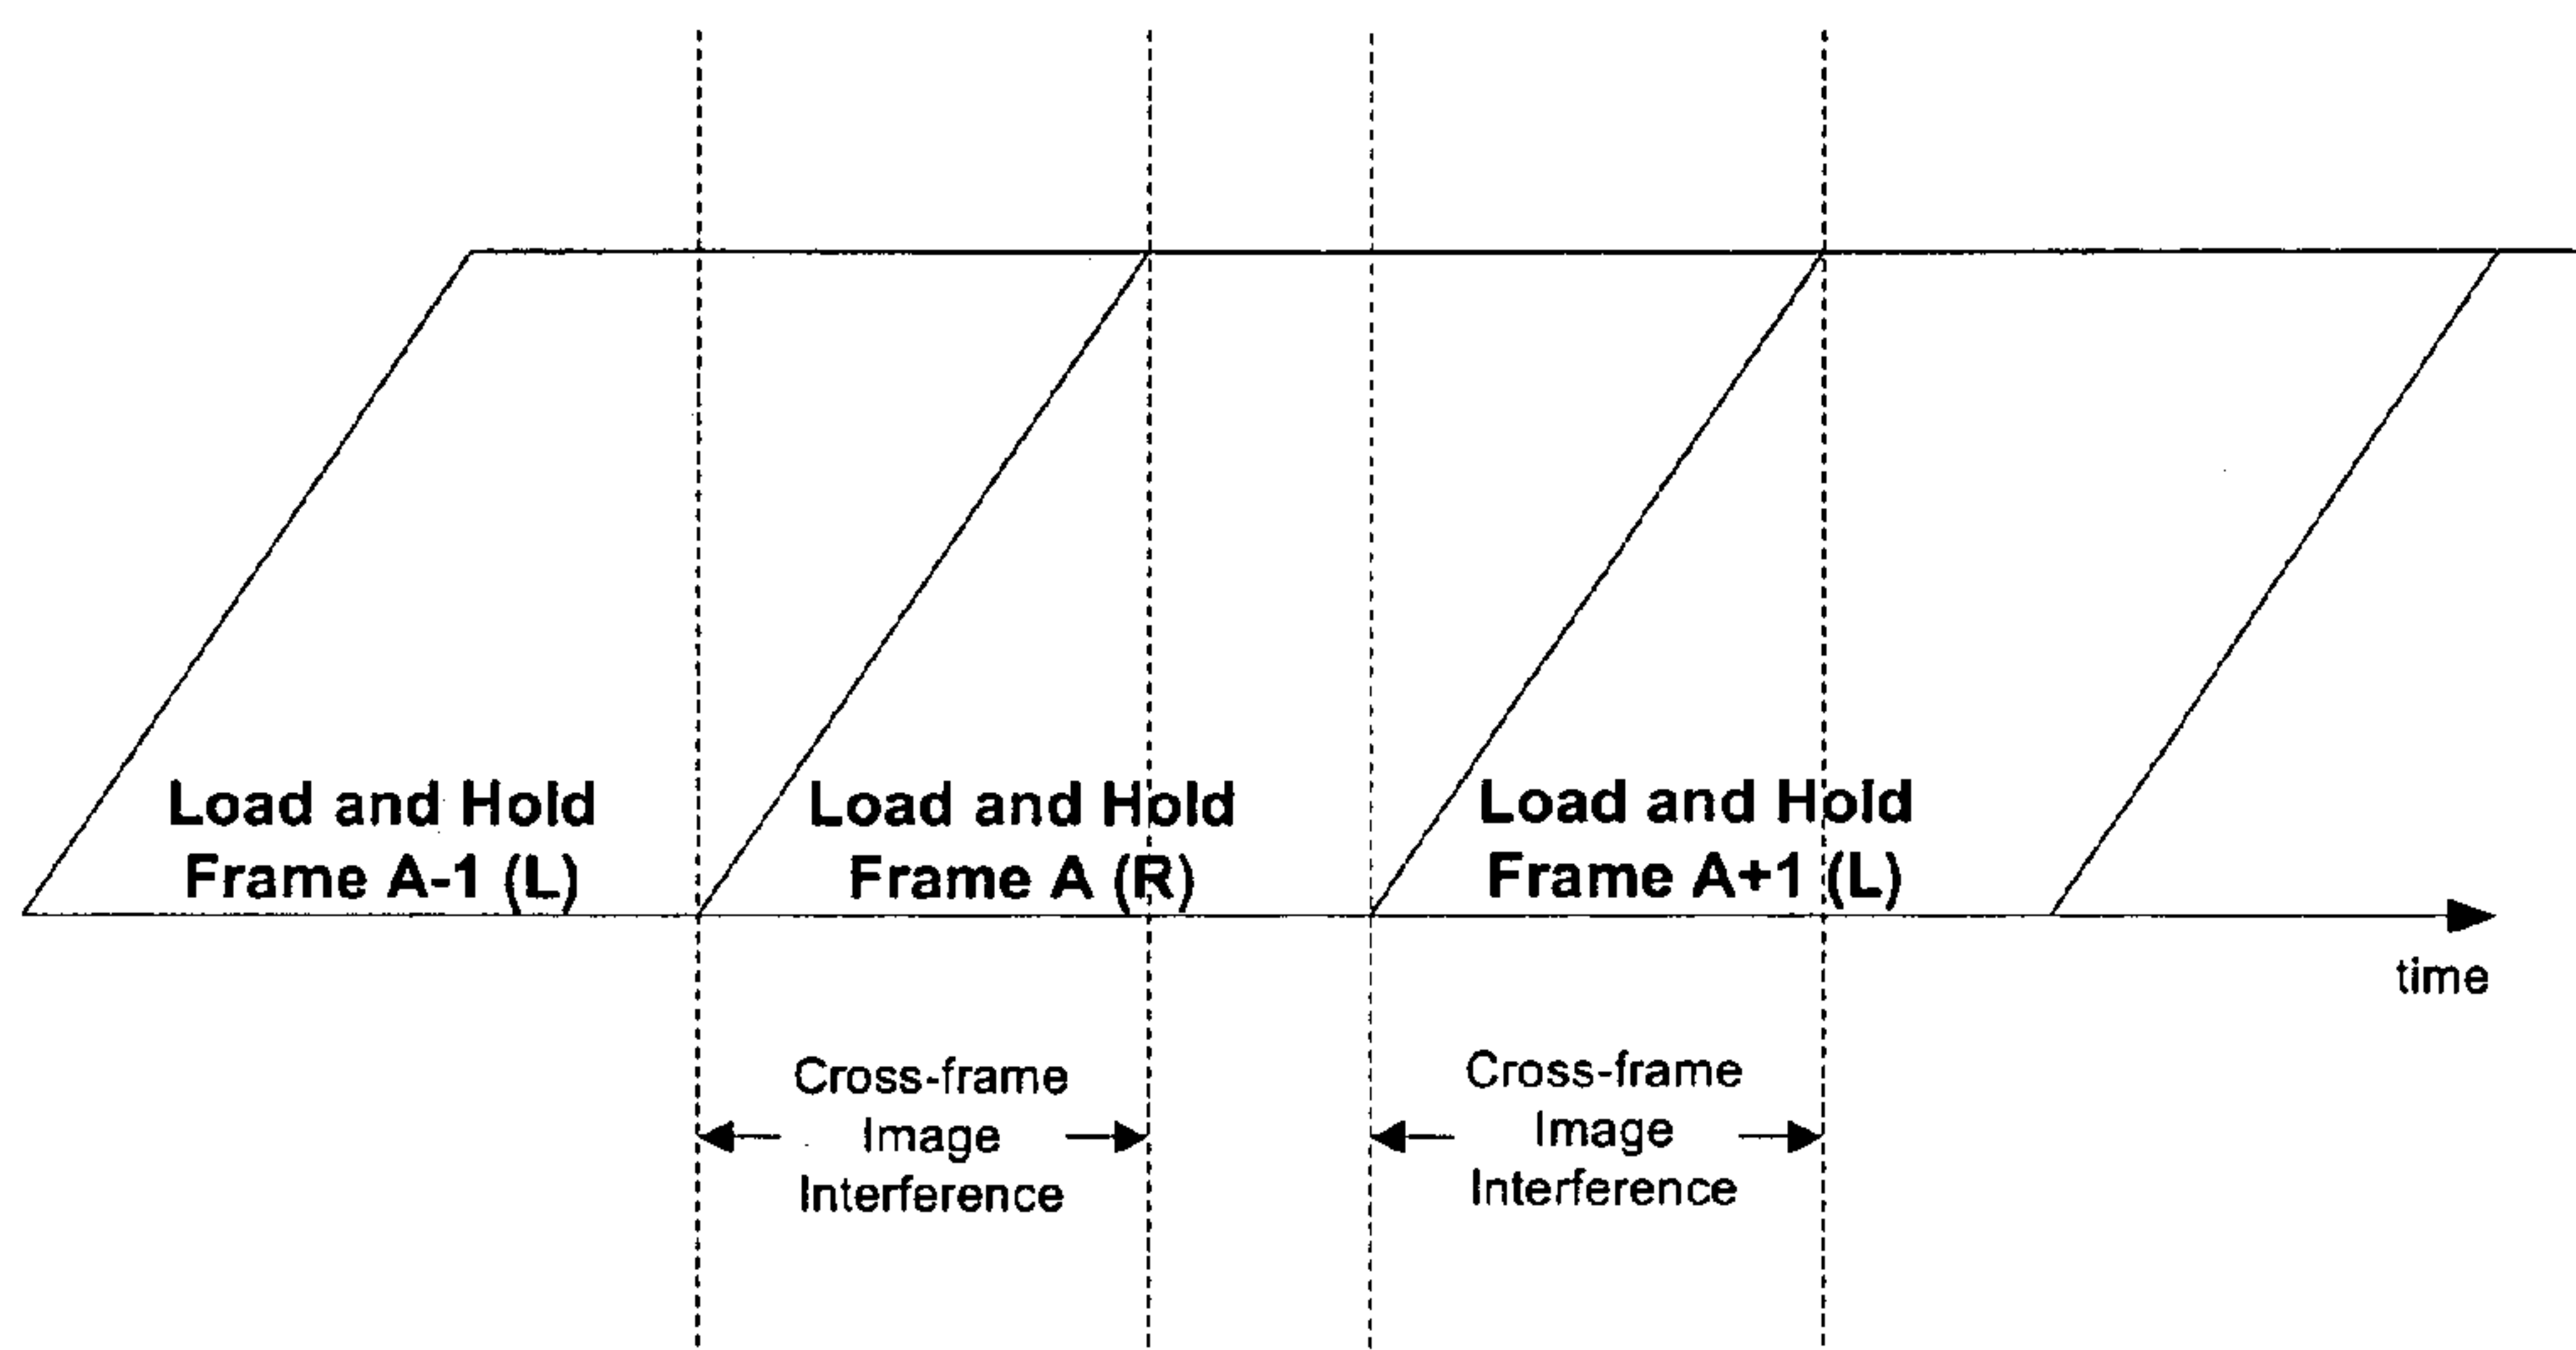 Load and Hold
Frame A-1 (L)
Load and Hold
Frame A (R)
Load and Hold
Frame A+1 (L)
time
Cross-frame
Image
Interference
Cross-frame
Image
Interference